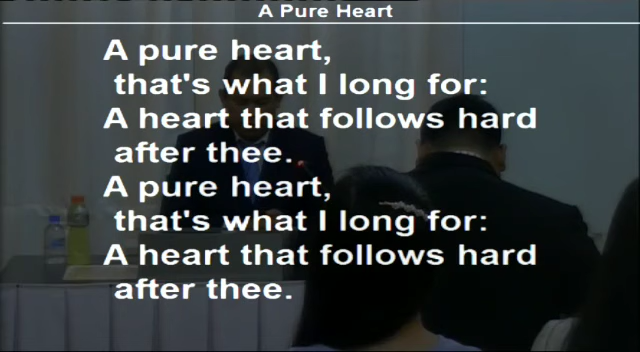 A Pure Heart
A pure heart,
that's what I long for:
A heart that follows hard
after thee.
A pure heart,
that's what I long for:
A heart that follows hard
after thee.